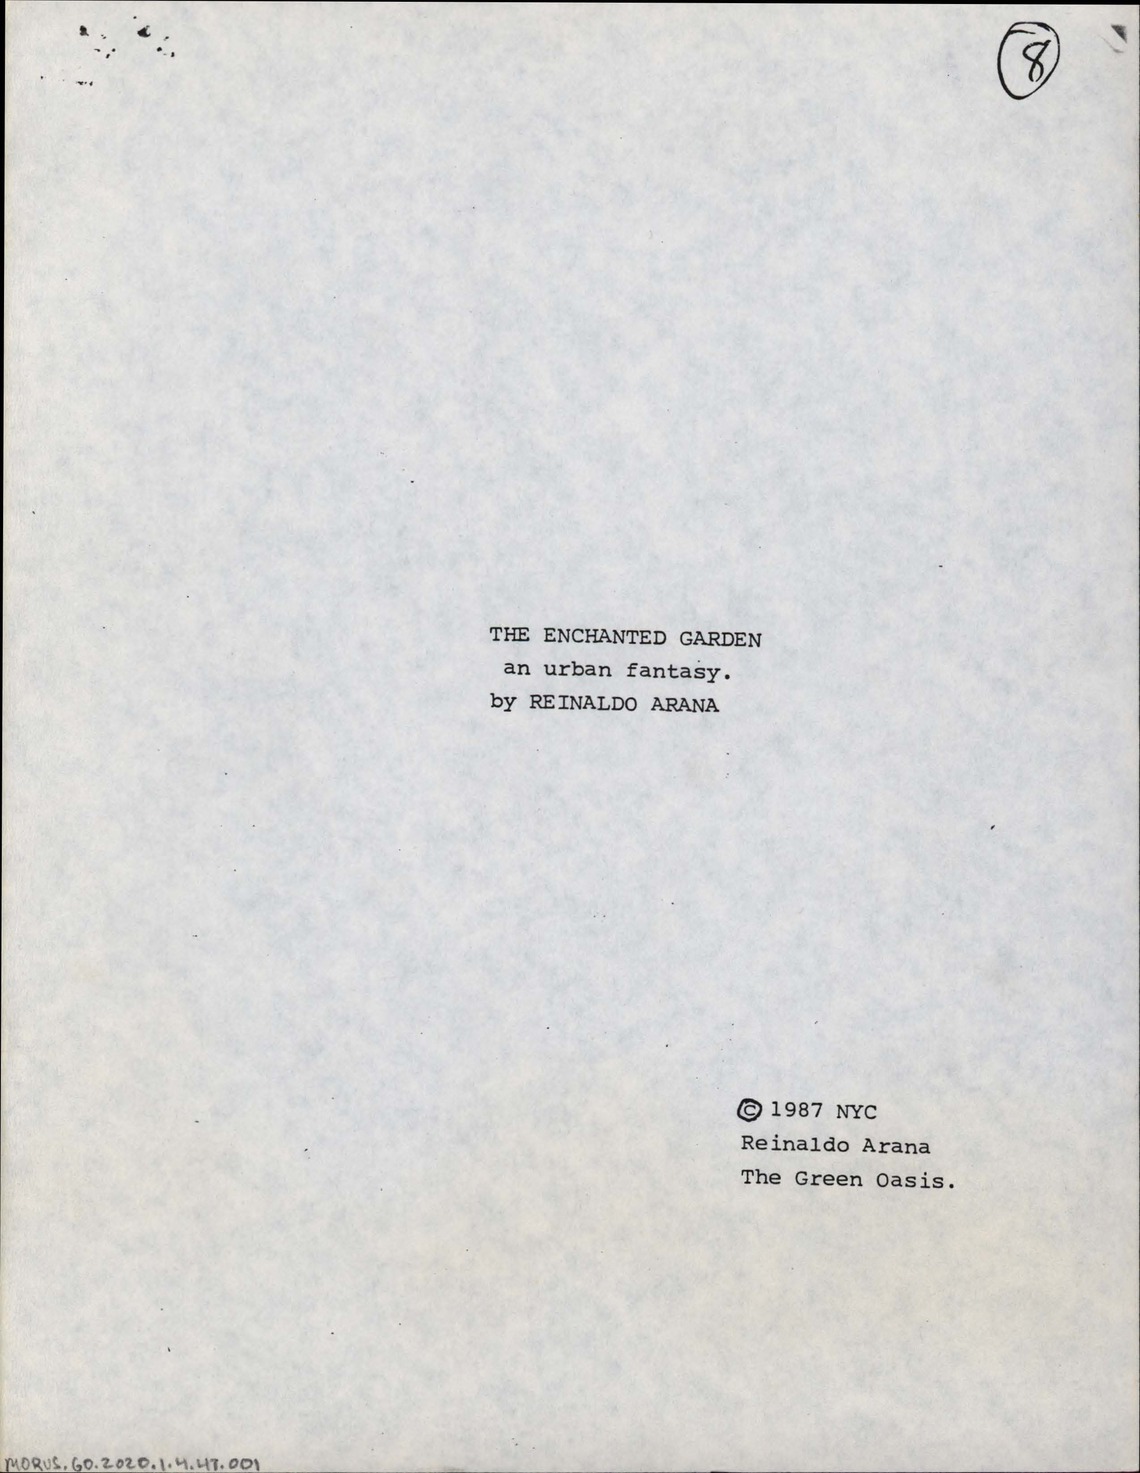 8
THE ENCHANTED GARDEN
an urban fantasy.
by REINALDO ARANA
© 1987 NYC
Reinaldo Arana
The Green Oasis.
MORUS.GO.2020.1.4.47.001